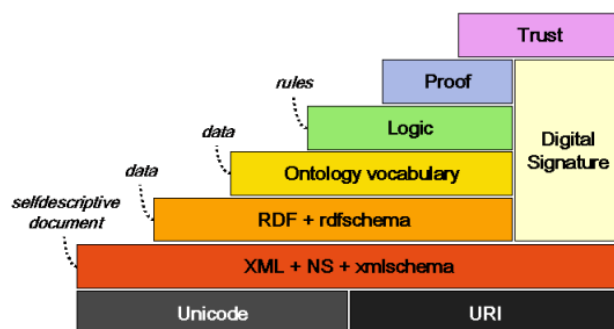 Trust
Proof
rules
Logic
Digital
Signature
data
Ontology vocabulary
data
RDF + rdfschema
selfdescriptive
document
XML + NS + xmlschema
Unicode
URI